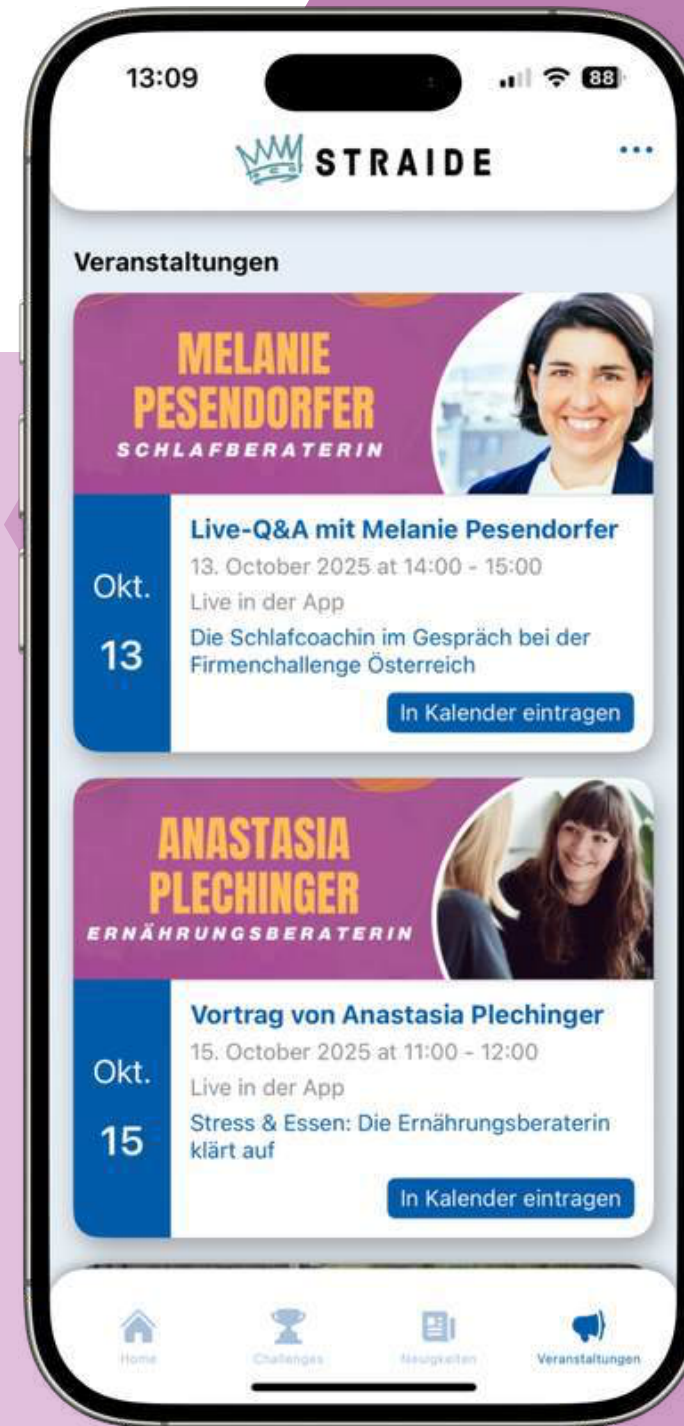 13:09
88
STRAIDE
Veranstaltungen
MELANIE
PESENDORFER
SCHLAFBERATERIN
Okt.
13
Live-Q&A mit Melanie Pesendorfer
13. October 2025 at 14:00 - 15:00
Live in der App
Die Schlafcoachin im Gespräch bei der
Firmenchallenge Österreich
In Kalender eintragen
ANASTASIA
PLECHINGER
ERNÄHRUNGSBERATERIN
Okt.
15
Vortrag von Anastasia Plechinger
15. October 2025 at 11:00 - 12:00
Live in der App
Stress & Essen: Die Ernährungsberaterin
klärt auf
In Kalender eintragen
Home
Challenges
Neuigkeiten
Veranstaltungen